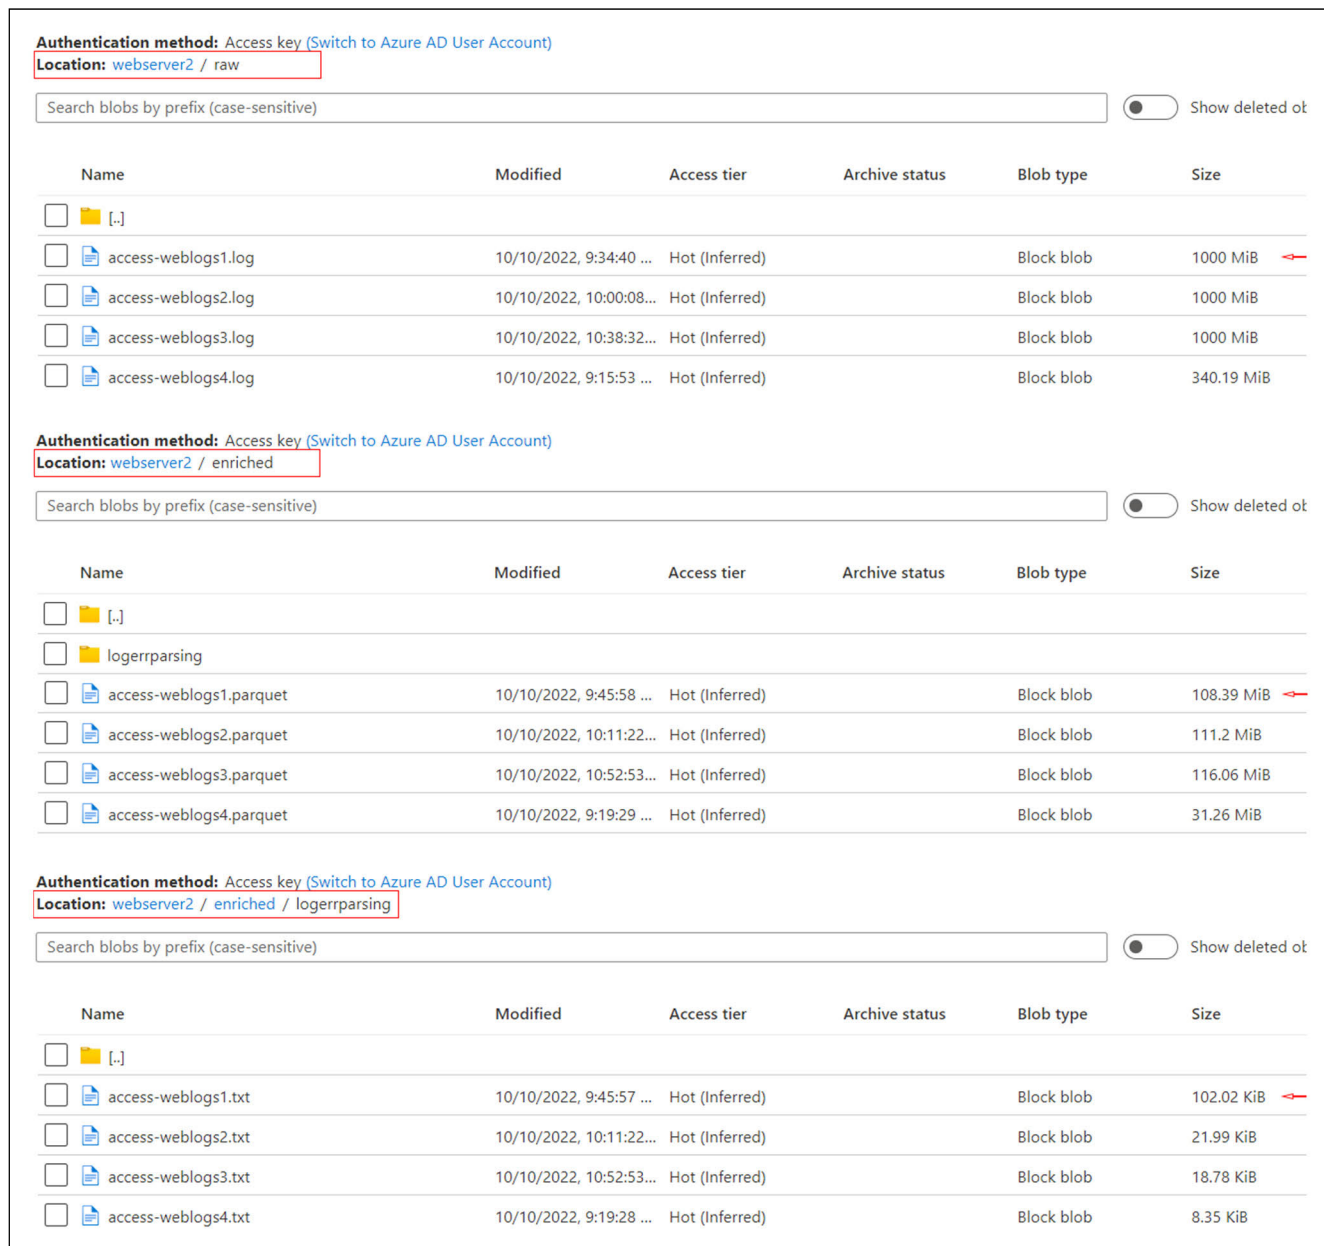 Authentication method: Access key (Switch to Azure AD User Account)
Location: webserver2 / raw
Search blobs by prefix (case-sensitive) Show deleted ob
Name Modified Access tier Archive status Blob type Size
[..]
access-weblogs1.log 10/10/2022, 9:34:40 ... Hot (Inferred) Block blob 1000 MiB
access-weblogs2.log 10/10/2022, 10:00:08... Hot (Inferred) Block blob 1000 MiB
access-weblogs3.log 10/10/2022, 10:38:32... Hot (Inferred) Block blob 1000 MiB
access-weblogs4.log 10/10/2022, 9:15:53 ... Hot (Inferred) Block blob 340.19 MiB
Authentication method: Access key (Switch to Azure AD User Account)
Location: webserver2 / enriched
Search blobs by prefix (case-sensitive) Show deleted ob
Name Modified Access tier Archive status Blob type Size
[..]
logerrparsing
access-weblogs1.parquet 10/10/2022, 9:45:58 ... Hot (Inferred) Block blob 108.39 MiB
access-weblogs2.parquet 10/10/2022, 10:11:22... Hot (Inferred) Block blob 111.2 MiB
access-weblogs3.parquet 10/10/2022, 10:52:53... Hot (Inferred) Block blob 116.06 MiB
access-weblogs4.parquet 10/10/2022, 9:19:29 ... Hot (Inferred) Block blob 31.26 MiB
Authentication method: Access key (Switch to Azure AD User Account)
Location: webserver2 / enriched / logerrparsing
Search blobs by prefix (case-sensitive) Show deleted ob
Name Modified Access tier Archive status Blob type Size
[..]
access-weblogs1.txt 10/10/2022, 9:45:57 ... Hot (Inferred) Block blob 102.02 KiB
access-weblogs2.txt 10/10/2022, 10:11:22... Hot (Inferred) Block blob 21.99 KiB
access-weblogs3.txt 10/10/2022, 10:52:53... Hot (Inferred) Block blob 18.78 KiB
access-weblogs4.txt 10/10/2022, 9:19:28 ... Hot (Inferred) Block blob 8.35 KiB